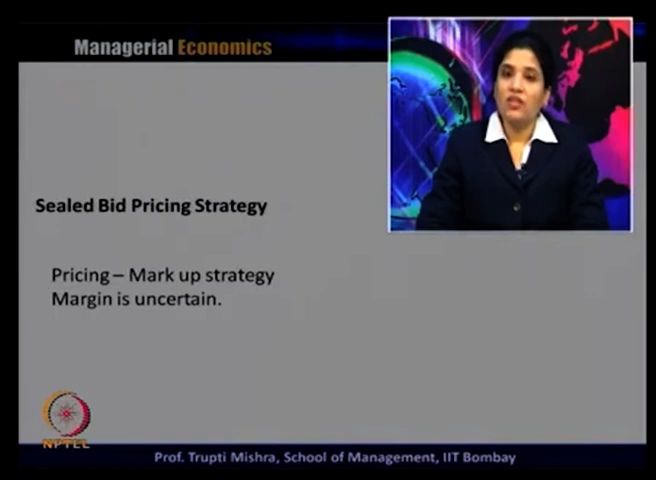 Managerial Economics
Sealed Bid Pricing Strategy
Pricing – Mark up strategy
Margin is uncertain.
NPTEL
Prof. Trupti Mishra, School of Management, IIT Bombay